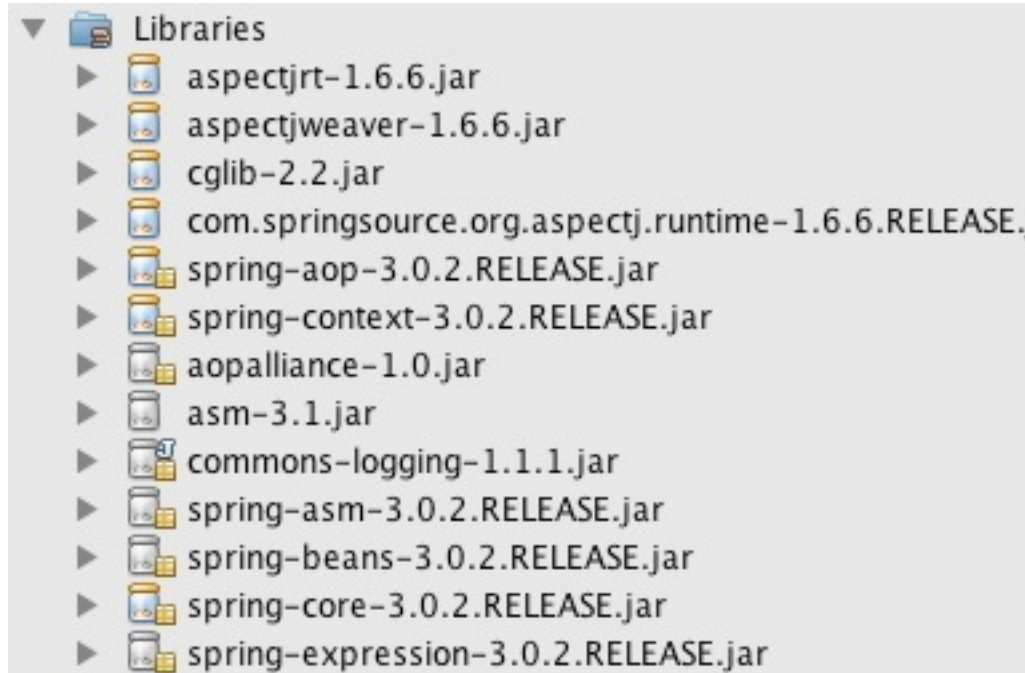 Libraries
aspectjrt-1.6.6.jar
aspectjweaver-1.6.6.jar
cglib-2.2.jar
com.springsource.org.aspectj.runtime-1.6.6.RELEASE.
spring-aop-3.0.2.RELEASE.jar
spring-context-3.0.2.RELEASE.jar
aopalliance-1.0.jar
asm-3.1.jar
commons-logging-1.1.1.jar
spring-asm-3.0.2.RELEASE.jar
spring-beans-3.0.2.RELEASE.jar
spring-core-3.0.2.RELEASE.jar
spring-expression-3.0.2.RELEASE.jar